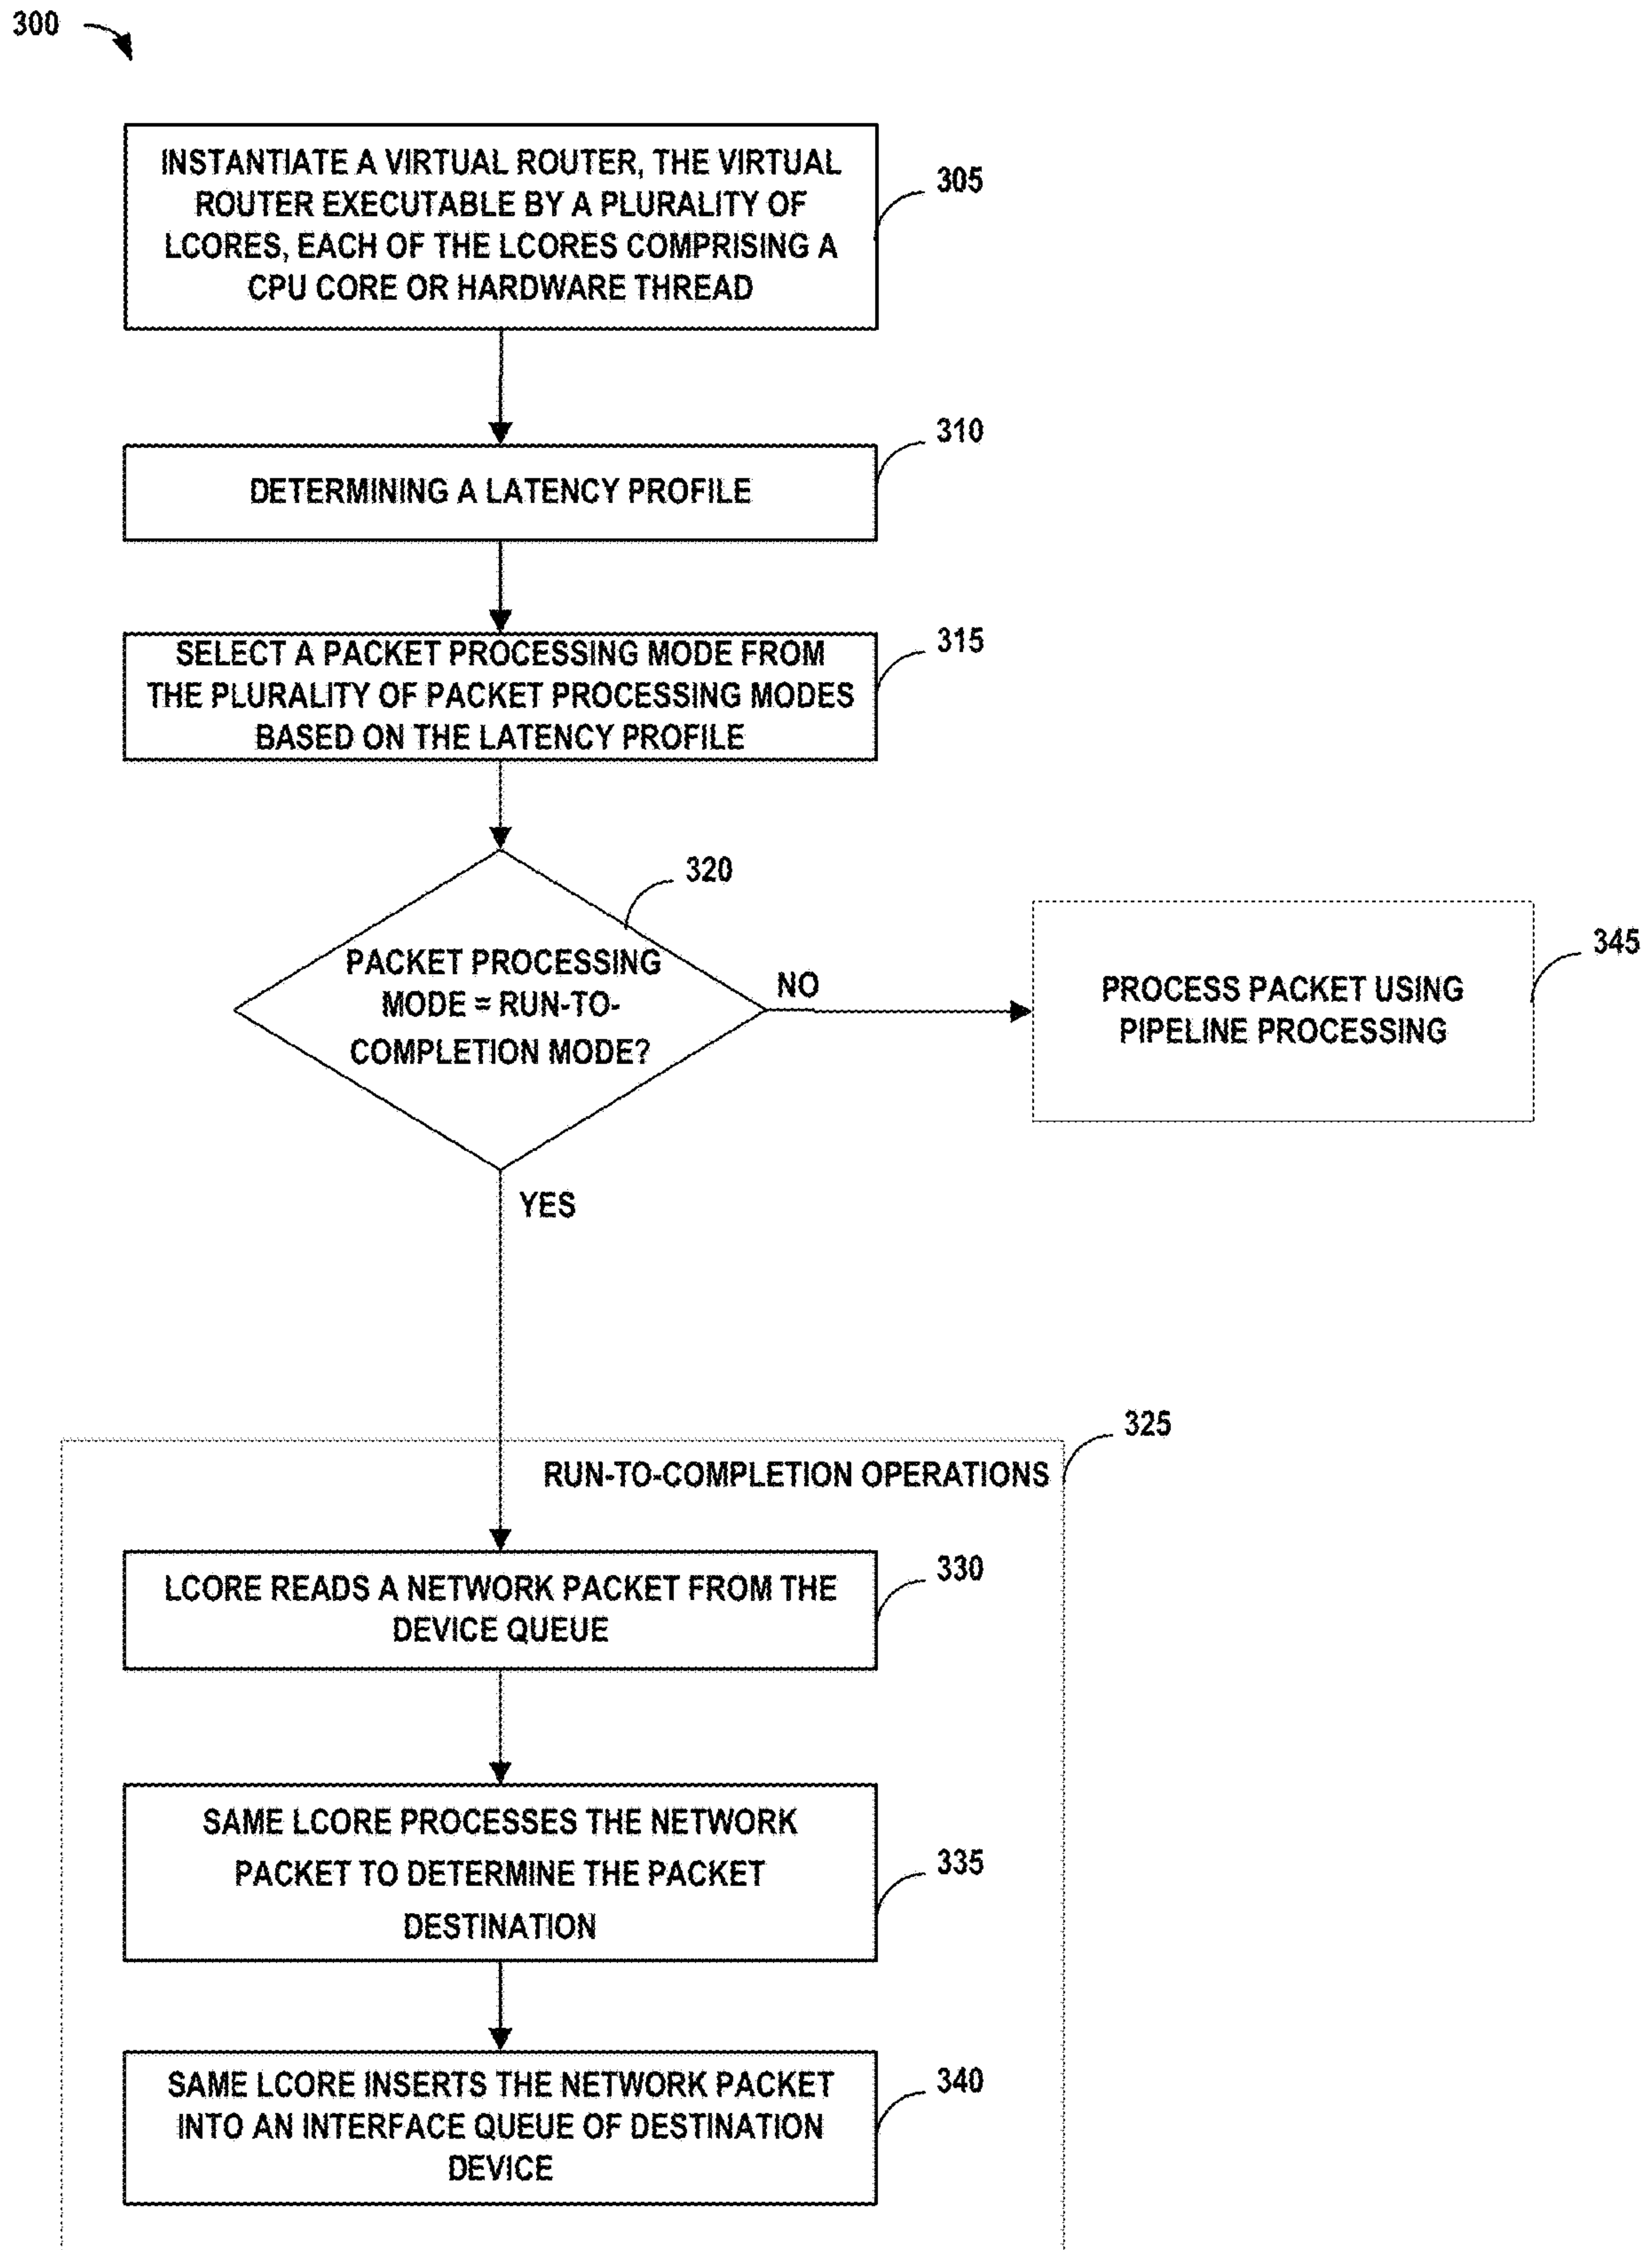 300
INSTANTIATE A VIRTUAL ROUTER, THE VIRTUAL
ROUTER EXECUTABLE BY A PLURALITY OF
LCORES, EACH OF THE LCORES COMPRISING A
CPU CORE OR HARDWARE THREAD
305
310
DETERMINING A LATENCY PROFILE
315
SELECT A PACKET PROCESSING MODE FROM
THE PLURALITY OF PACKET PROCESSING MODES
BASED ON THE LATENCY PROFILE
320
PACKET PROCESSING
MODE = RUN-TO-
COMPLETION MODE?
NO
345
PROCESS PACKET USING
PIPELINE PROCESSING
YES
325
RUN-TO-COMPLETION OPERATIONS
330
LCORE READS A NETWORK PACKET FROM THE
DEVICE QUEUE
SAME LCORE PROCESSES THE NETWORK
PACKET TO DETERMINE THE PACKET
DESTINATION
335
340
SAME LCORE INSERTS THE NETWORK PACKET
INTO AN INTERFACE QUEUE OF DESTINATION
DEVICE